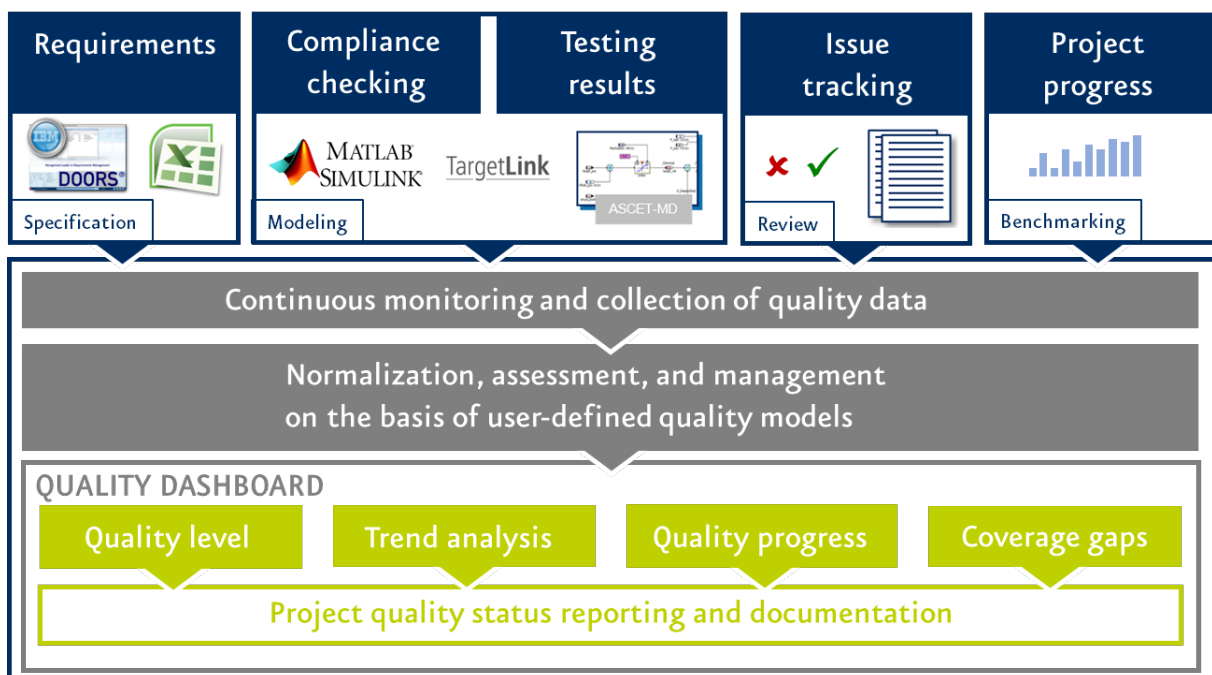 Requirements
Compliance
checking
Testing
results
Issue
tracking
Project
progress
IBM
DOORS®
MATLAB
SIMULINK®
TargetLink
ASCET-MD
Specification
Modeling
Review
Benchmarking
Continuous monitoring and collection of quality data
Normalization, assessment, and management
on the basis of user-defined quality models
QUALITY DASHBOARD
Quality level
Trend analysis
Quality progress
Coverage gaps
Project quality status reporting and documentation